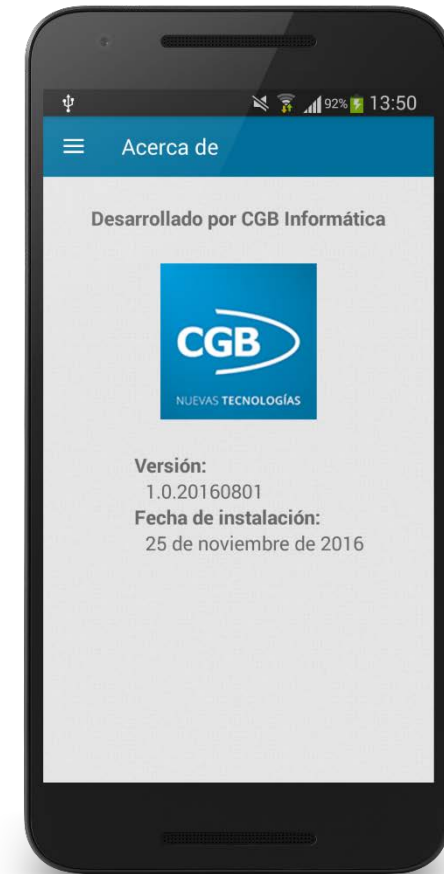 92% 13:50
Acerca de
Desarrollado por CGB Informática
CGB
NUEVAS TECNOLOGÍAS
Versión:
1.0.20160801
Fecha de instalación:
25 de noviembre de 2016